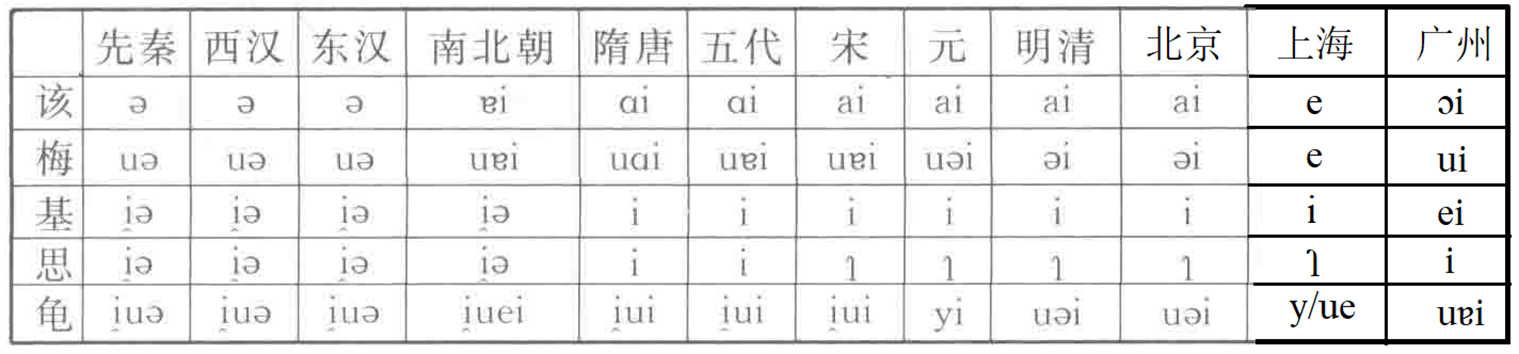 先秦 西汉 东汉 南北朝 隋唐 五代 宋 元 明清 北京 上海 广州
该 ə ə ə ɐi ɑi ɑi ai ai ai ai e ɔi
梅 uə uə uə uɐi uɑi uɐi uɐi uəi əi əi e ui
基 i̯ə i̯ə i̯ə i̯ə i i i i i i i ei
思 i̯ə i̯ə i̯ə i̯ə i i ʅ ʅ ʅ ʅ ʅ i
龟 i̯uə i̯uə i̯uə i̯uei i̯ui i̯ui i̯ui yi uəi uəi y/ue uɐi